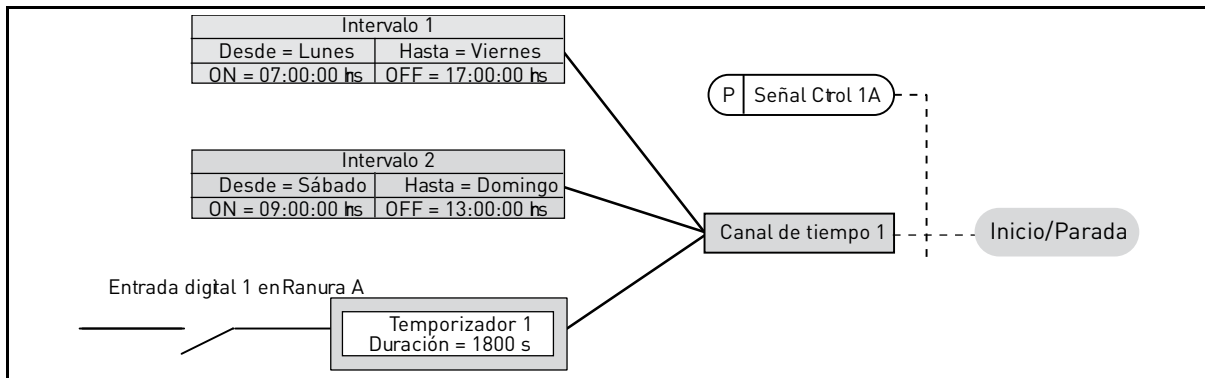 Intervalo 1
Desde = Lunes Hasta = Viernes
ON = 07:00:00 hs OFF = 17:00:00 hs
P Señal Ctrol 1A
Intervalo 2
Desde = Sábado Hasta = Domingo
ON = 09:00:00 hs OFF = 13:00:00 hs
Canal de tiempo 1
Inicio/Parada
Entrada digital 1 en Ranura A
Temporizador 1
Duración = 1800 s